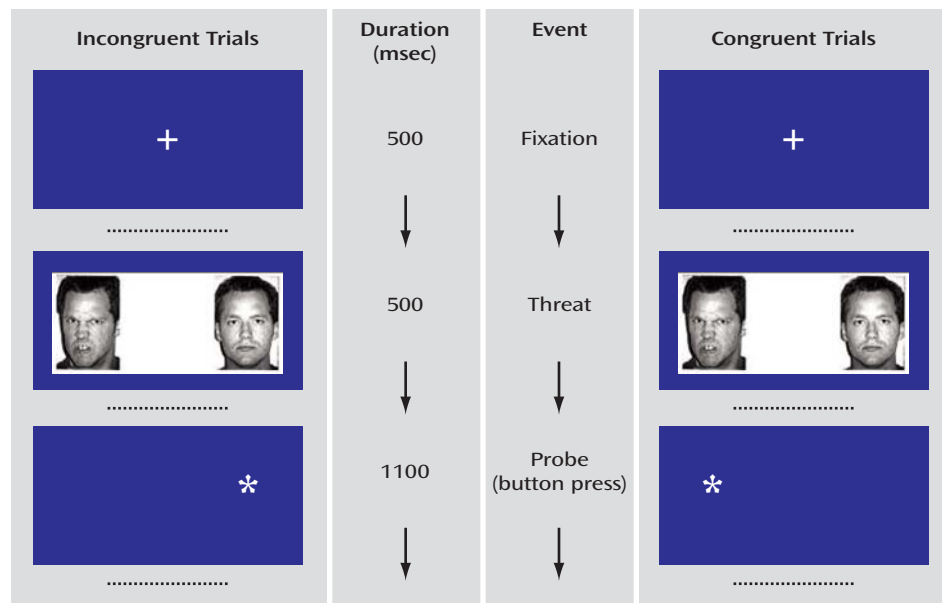 Incongruent Trials
Duration
(msec)
Event
Congruent Trials
+
500
Fixation
+
500
Threat
*
1100
Probe
(button press)
*